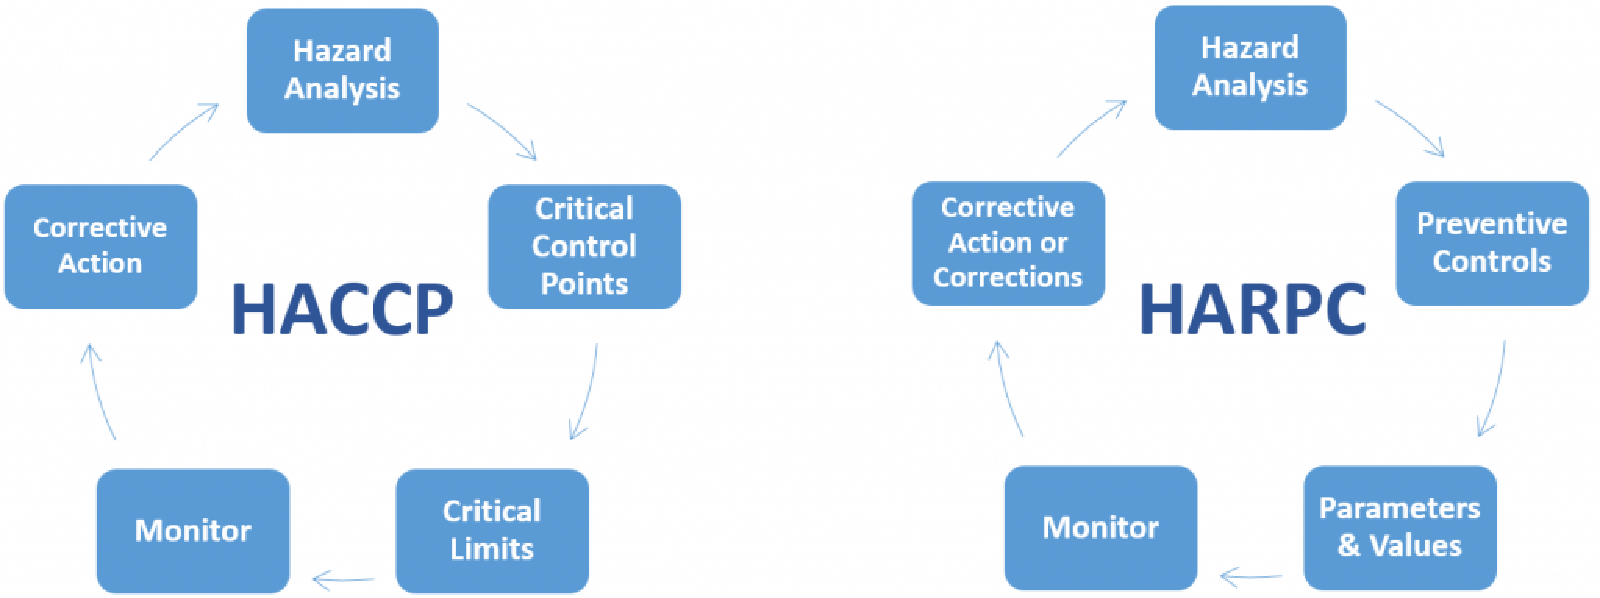 Hazard
Analysis
Critical
Control
Points
Critical
Limits
Monitor
Corrective
Action
HACCP
Hazard
Analysis
Preventive
Controls
Parameters
& Values
Monitor
Corrective
Action or
Corrections
HARPC